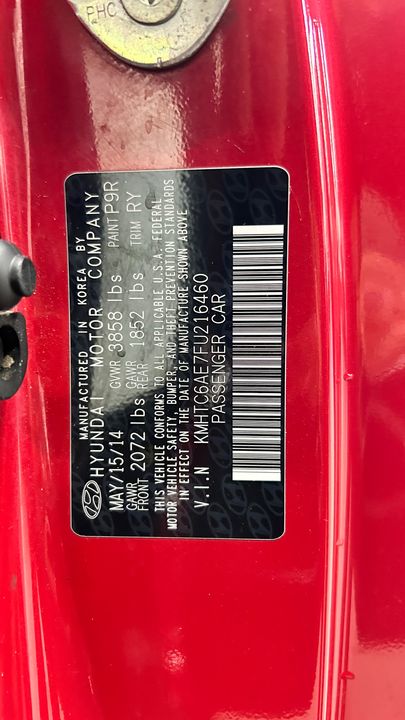 PHC
MANUFACTURED IN KOREA BY
HYUNDAI MOTOR COMPANY
MAY/15/14 GVWR 3858 lbs PAINT P9R
GAWR FRONT 2072 lbs GAWR REAR 1852 lbs TRIM RY
THIS VEHICLE CONFORMS TO ALL APPLICABLE U.S.A. FEDERAL
MOTOR VEHICLE SAFETY, BUMPER, AND THEFT PREVENTION STANDARDS
IN EFFECT ON THE DATE OF MANUFACTURE SHOWN ABOVE
V.I.N KMHTC6AE7FU216460
PASSENGER CAR